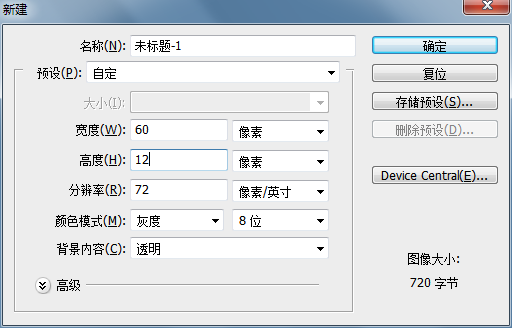 新建
名称(N): 未标题-1
确定
预设(P): 自定
复位
大小(I):
存储预设(S)...
宽度(W): 60 像素
删除预设(D)...
高度(H): 12 像素
分辨率(R): 72 像素/英寸
Device Central(E)...
颜色模式(M): 灰度 8 位
背景内容(C): 透明
图像大小:
高级
720 字节